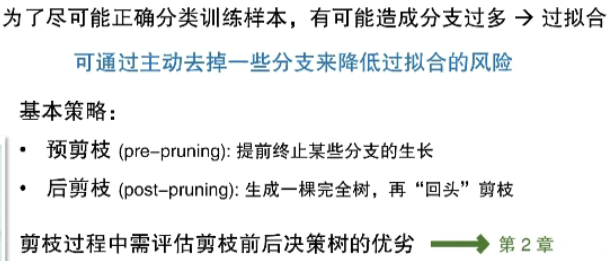 为了尽可能正确分类训练样本，有可能造成分支过多 → 过拟合
可通过主动去掉一些分支来降低过拟合的风险
基本策略：
• 预剪枝 (pre-pruning): 提前终止某些分支的生长
• 后剪枝 (post-pruning): 生成一棵完全树，再“回头”剪枝
剪枝过程中需评估剪枝前后决策树的优劣 第 2 章